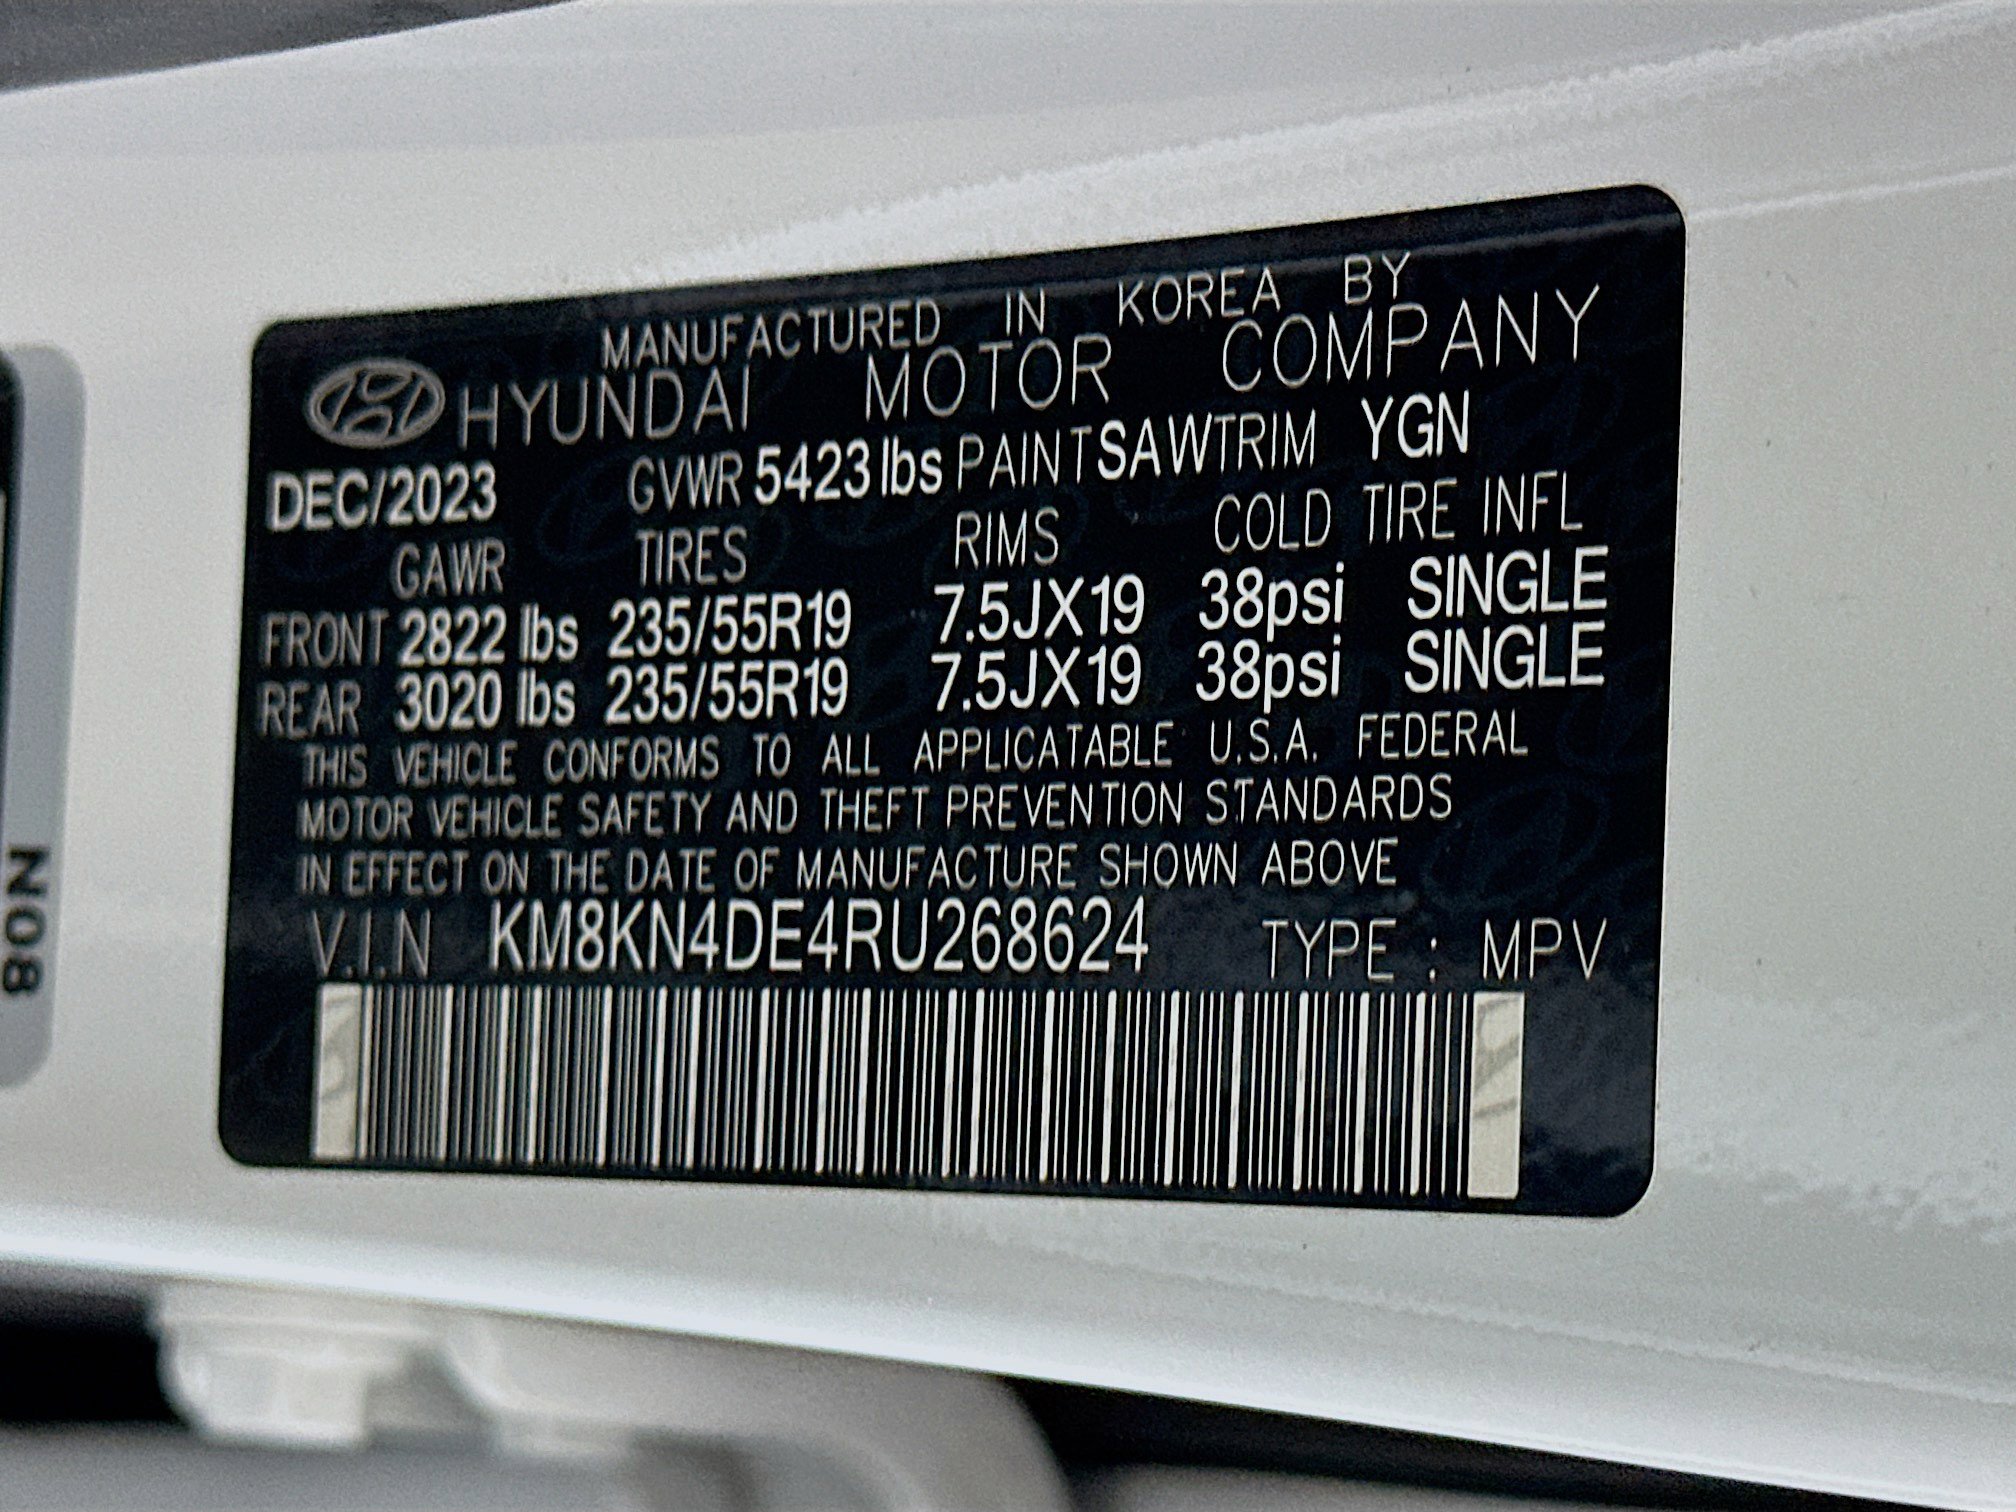 MANUFACTURED IN KOREA BY
HYUNDAI MOTOR COMPANY
DEC/2023 GVWR 5423 lbs PAINT SAW TRIM YGN
GAWR TIRES RIMS COLD TIRE INFL
FRONT 2822 lbs 235/55R19 7.5JX19 38psi SINGLE
REAR 3020 lbs 235/55R19 7.5JX19 38psi SINGLE
THIS VEHICLE CONFORMS TO ALL APPLICATABLE U.S.A. FEDERAL
MOTOR VEHICLE SAFETY AND THEFT PREVENTION STANDARDS
IN EFFECT ON THE DATE OF MANUFACTURE SHOWN ABOVE
V.I.N KM8KN4DE4RU268624 TYPE : MPV
N08